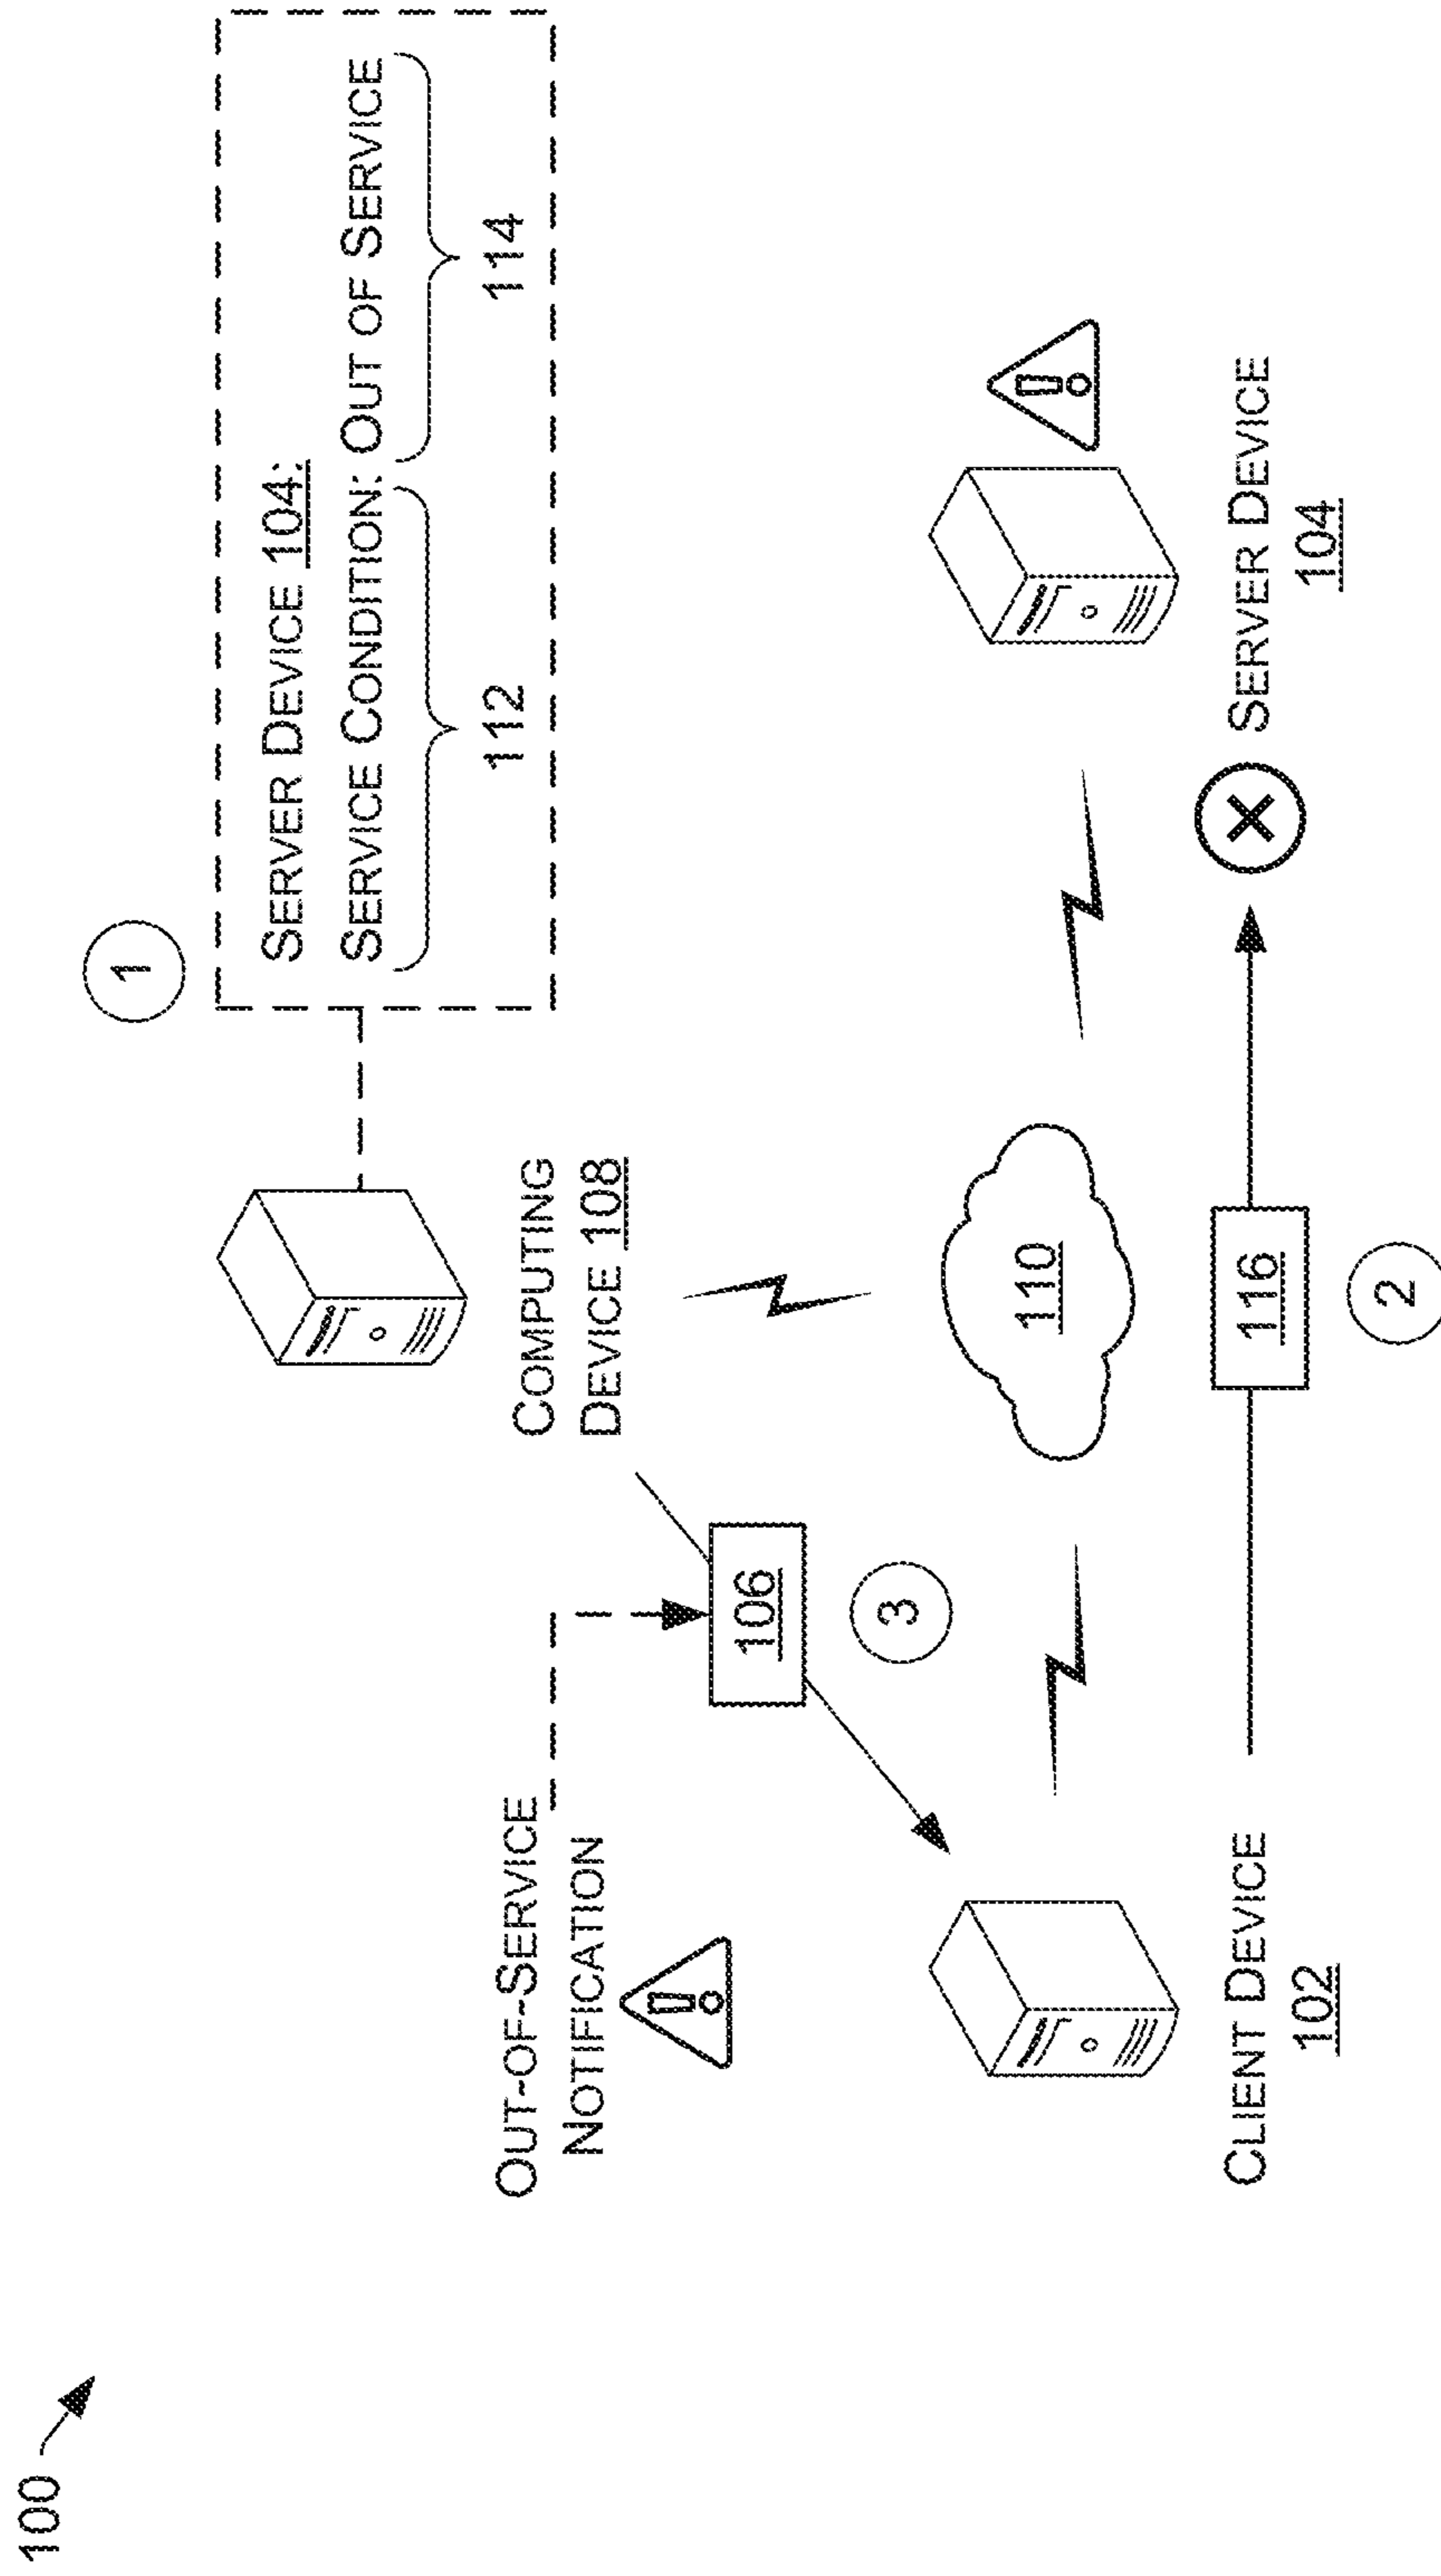 100
1
SERVER DEVICE 104:
SERVICE CONDITION: OUT OF SERVICE
112
114
COMPUTING
DEVICE 108
OUT-OF-SERVICE
NOTIFICATION
106
3
110
CLIENT DEVICE
102
116
2
SERVER DEVICE
104